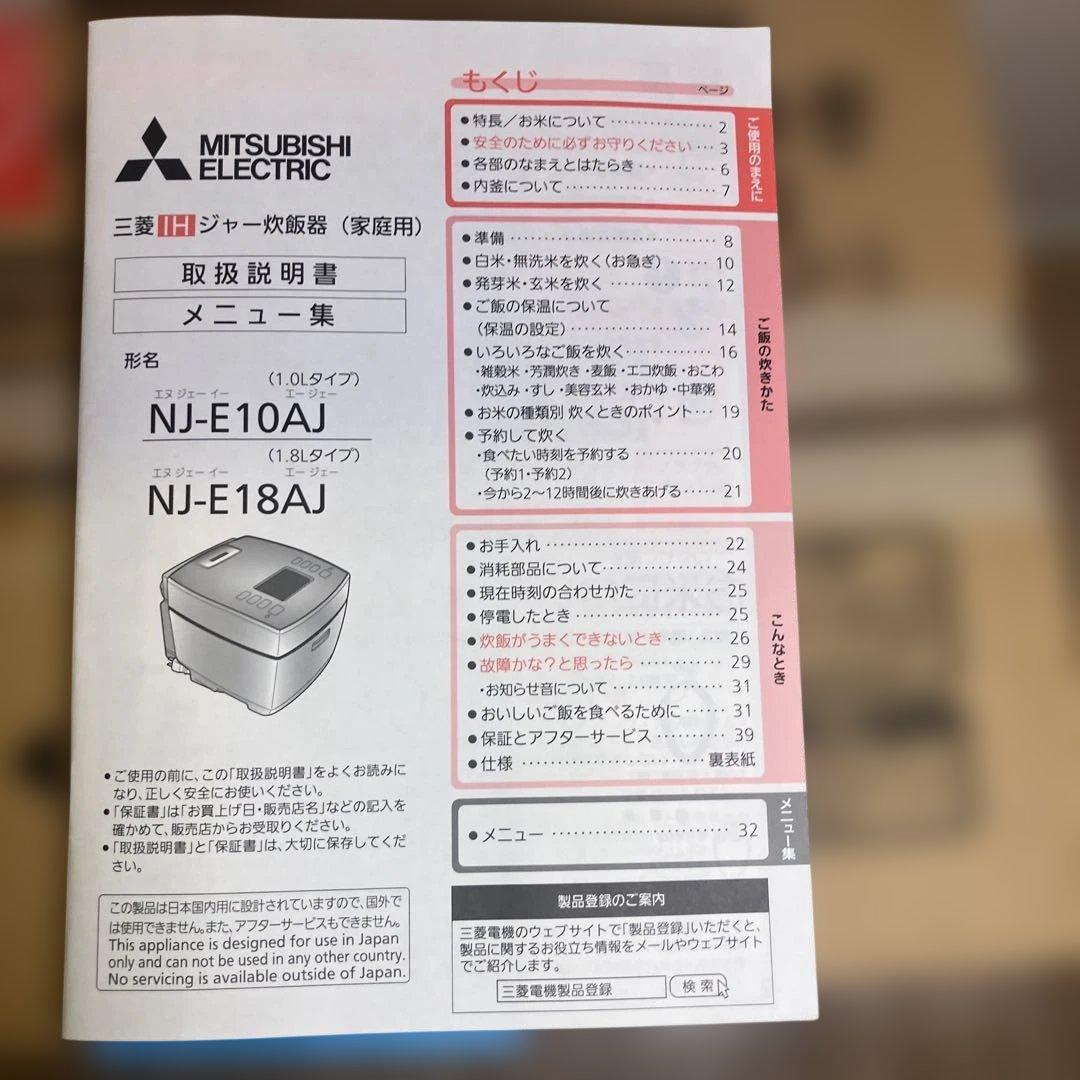 MITSUBISHI
ELECTRIC
三菱IHジャー炊飯器(家庭用)
取扱説明書
メニュー集
形名
(1.0Lタイプ)
エヌ ジェー イー エー ジェー
NJ-E10AJ
(1.8Lタイプ)
エヌ ジェー イー エー ジェー
NJ-E18AJ
●ご使用の前に、この「取扱説明書」をよくお読みに
なり、正しく安全にお使いください。
●「保証書」は「お買上げ日・販売店名」などの記入を
確かめて、販売店からお受取りください。
●「取扱説明書」と「保証書」は、大切に保存してくだ
さい。
この製品は日本国内用に設計されていますので、国外で
は使用できません。また、アフターサービスもできません。
This appliance is designed for use in Japan
only and can not be used in any other country.
No servicing is available outside of Japan.
もくじ
ページ
ご使用のまえに
●特長/お米について ················ 2
●安全のために必ずお守りください ··· 3
●各部のなまえとはたらき ············ 6
●内釜について ······················· 7
ご飯の炊きかた
●準備 ································ 8
●白米・無洗米を炊く(お急ぎ) ······ 10
●発芽米・玄米を炊く ··············· 12
●ご飯の保温について
(保温の設定) ······················ 14
●いろいろなご飯を炊く ············· 16
・雑穀米・芳潤炊き・麦飯・エコ炊飯・おこわ
・炊込み・すし・美容玄米・おかゆ・中華粥
●お米の種類別 炊くときのポイント ··· 19
●予約して炊く
・食べたい時刻を予約する ············ 20
(予約1・予約2)
・今から2〜12時間後に炊きあげる ····· 21
こんなとき
●お手入れ ·························· 22
●消耗部品について ················· 24
●現在時刻の合わせかた ············· 25
●停電したとき ······················ 25
●炊飯がうまくできないとき ········ 26
●故障かな?と思ったら ············ 29
・お知らせ音について ················ 31
●おいしいご飯を食べるために ······ 31
●保証とアフターサービス ·········· 39
●仕様 ··························· 裏表紙
メニュー集
●メニュー ·························· 32
製品登録のご案内
三菱電機のウェブサイトで「製品登録」いただくと、
製品に関するお役立ち情報をメールやウェブサイト
でご紹介します。
三菱電機製品登録 検索